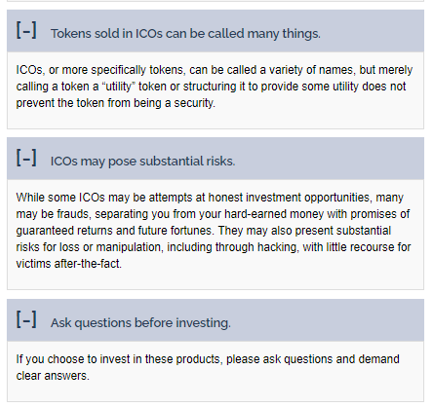 [-] Tokens sold in ICOs can be called many things.
ICOs, or more specifically tokens, can be called a variety of names, but merely
calling a token a “utility” token or structuring it to provide some utility does not
prevent the token from being a security.
[-] ICOs may pose substantial risks.
While some ICOs may be attempts at honest investment opportunities, many
may be frauds, separating you from your hard-earned money with promises of
guaranteed returns and future fortunes. They may also present substantial
risks for loss or manipulation, including through hacking, with little recourse for
victims after-the-fact.
[-] Ask questions before investing.
If you choose to invest in these products, please ask questions and demand
clear answers.